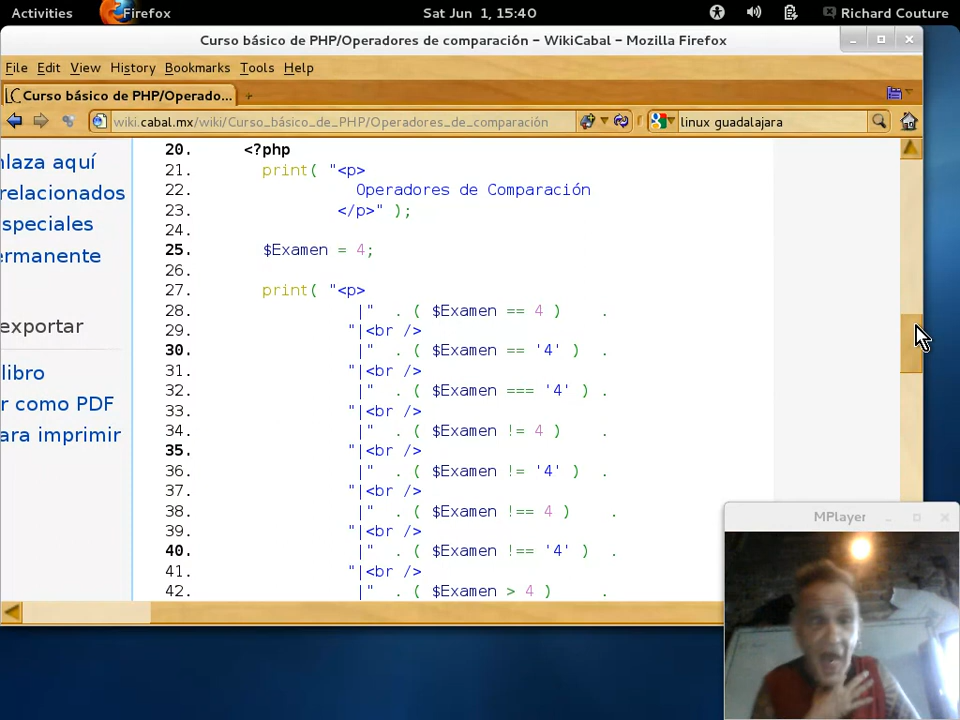 Activities Firefox Sat Jun 1, 15:40 Richard Couture
Curso básico de PHP/Operadores de comparación – WikiCabal – Mozilla Firefox
File Edit View History Bookmarks Tools Help
Curso básico de PHP/Operado... +
wiki.cabal.mx/wiki/Curso_básico_de_PHP/Operadores_de_comparación linux guadalajara
nlaza aquí
relacionados
speciales
ermanente
exportar
libro
r como PDF
ara imprimir
20. <?php
21. print( "<p>
22. Operadores de Comparación
23. </p>" );
24.
25. $Examen = 4;
26.
27. print( "<p>
28. |" . ( $Examen == 4 ) .
29. "|<br />
30. |" . ( $Examen == '4' ) .
31. "|<br />
32. |" . ( $Examen === '4' ) .
33. "|<br />
34. |" . ( $Examen != 4 ) .
35. "|<br />
36. |" . ( $Examen != '4' ) .
37. "|<br />
38. |" . ( $Examen !== 4 ) .
39. "|<br />
40. |" . ( $Examen !== '4' ) .
41. "|<br />
42. |" . ( $Examen > 4 ) .
MPlayer